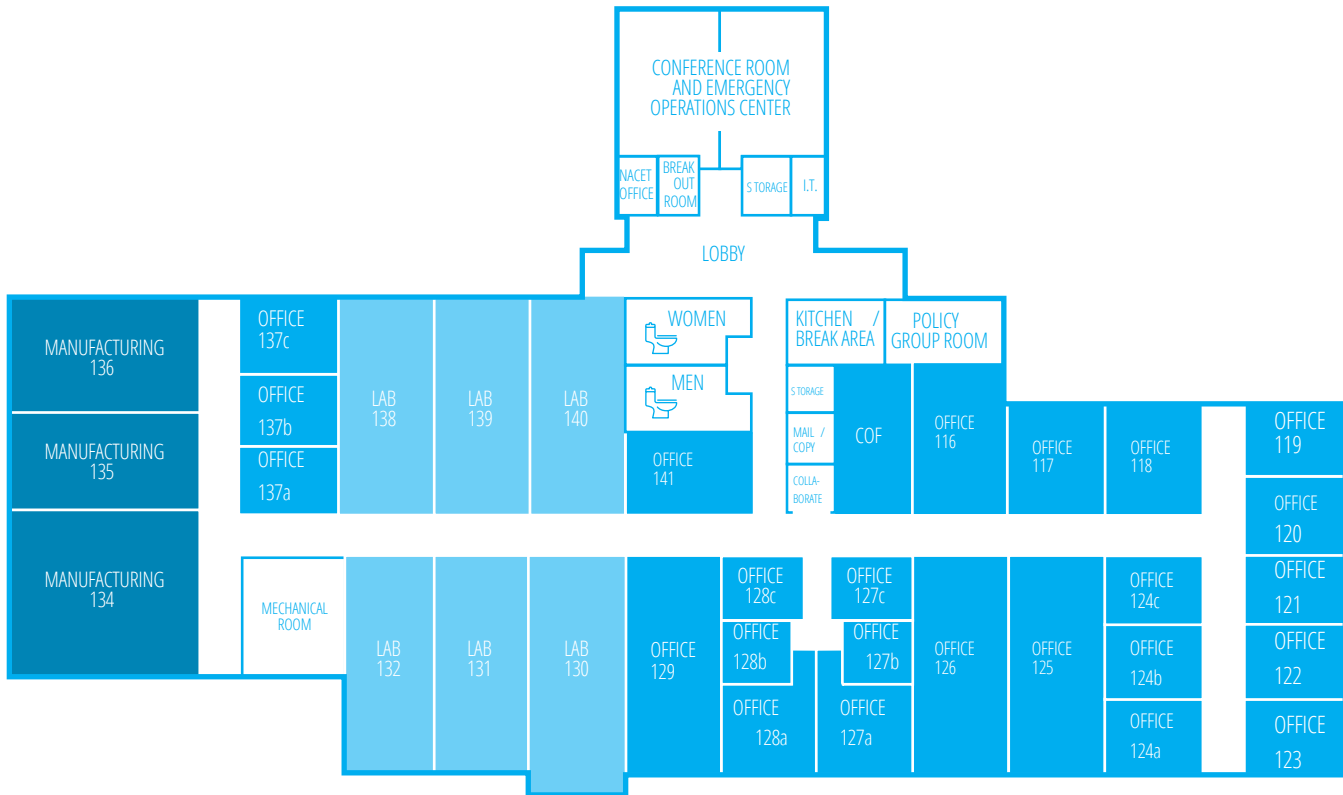 CONFERENCE ROOM
AND EMERGENCY
OPERATIONS CENTER
NACET
OFFICE
BREAK
OUT
ROOM
STORAGE
I.T.
LOBBY
MANUFACTURING
136
MANUFACTURING
135
MANUFACTURING
134
OFFICE
137c
OFFICE
137b
OFFICE
137a
LAB
138
LAB
139
LAB
140
WOMEN
MEN
OFFICE
141
KITCHEN /
BREAK AREA
POLICY
GROUP ROOM
STORAGE
MAIL /
COPY
COLLA-
BORATE
COF
OFFICE
116
OFFICE
117
OFFICE
118
OFFICE
119
OFFICE
120
OFFICE
121
OFFICE
122
OFFICE
123
MECHANICAL
ROOM
LAB
132
LAB
131
LAB
130
OFFICE
129
OFFICE
128c
OFFICE
128b
OFFICE
128a
OFFICE
127c
OFFICE
127b
OFFICE
127a
OFFICE
126
OFFICE
125
OFFICE
124c
OFFICE
124b
OFFICE
124a